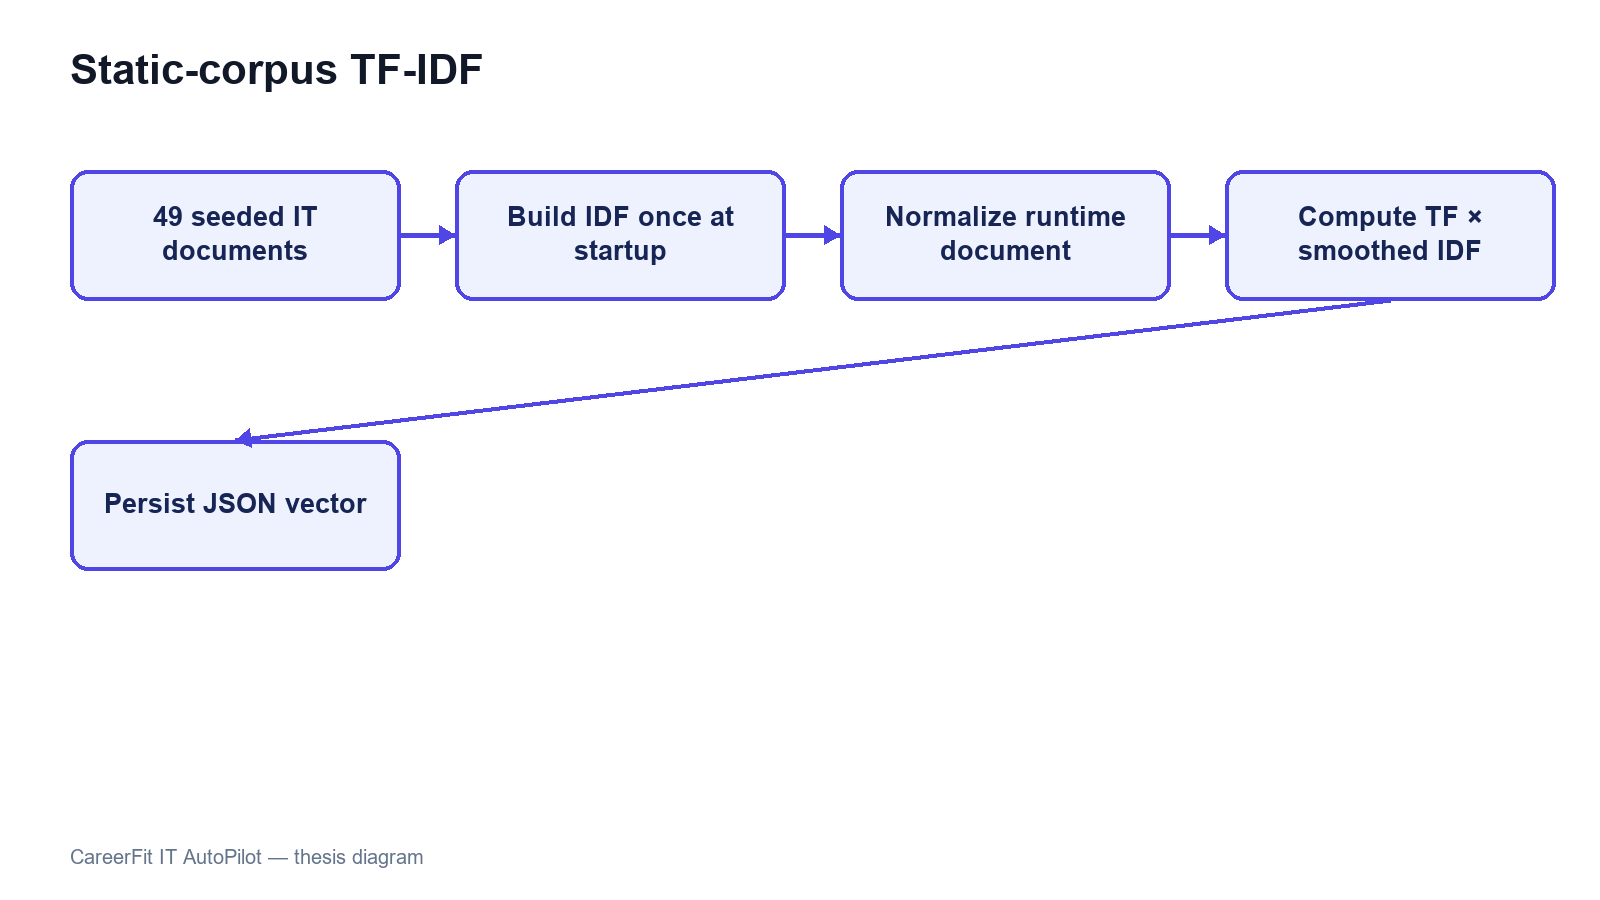 Static-corpus TF-IDF
49 seeded IT
documents
Build IDF once at
startup
Normalize runtime
document
Compute TF ×
smoothed IDF
Persist JSON vector
CareerFit IT AutoPilot — thesis diagram